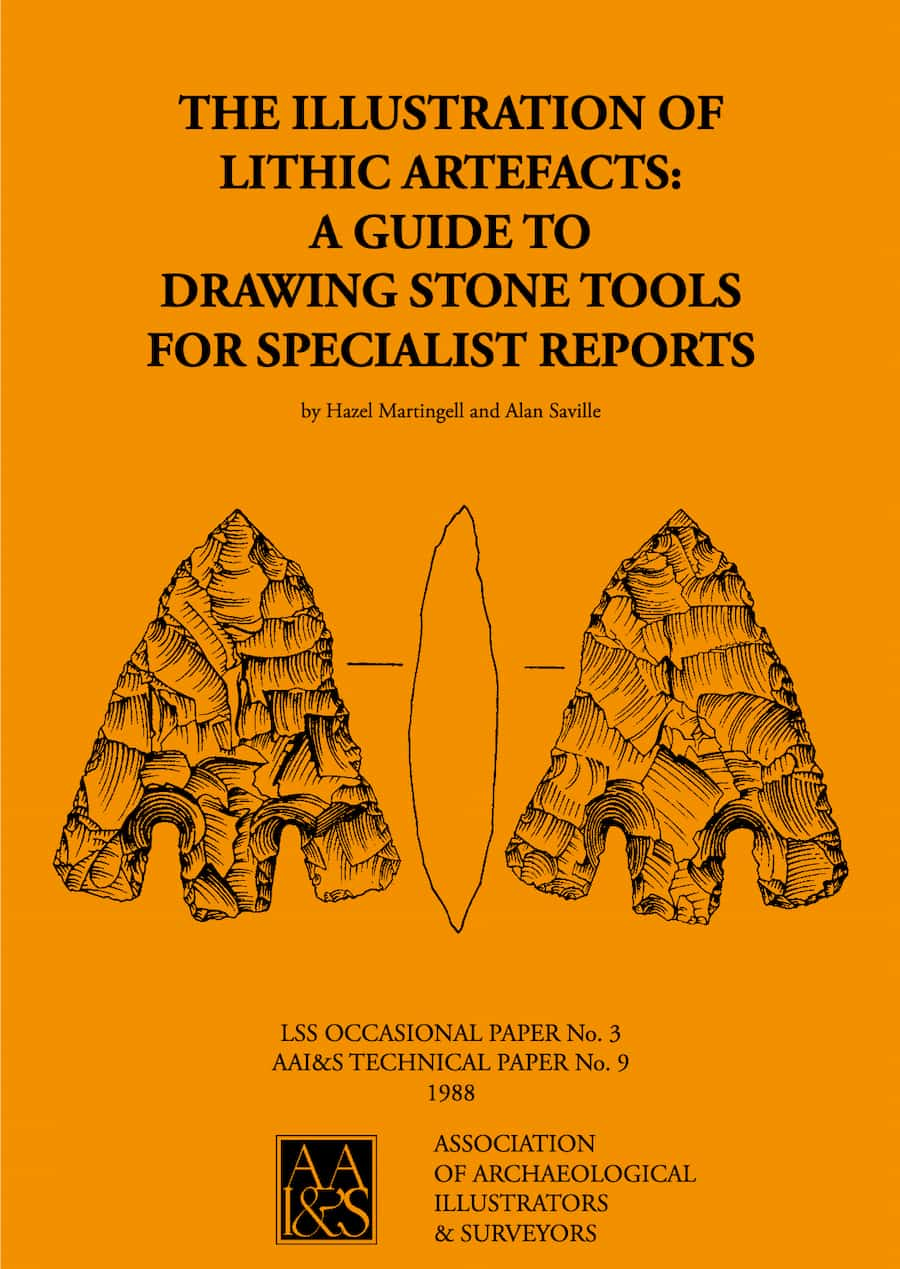 THE ILLUSTRATION OF
LITHIC ARTEFACTS:
A GUIDE TO
DRAWING STONE TOOLS
FOR SPECIALIST REPORTS
by Hazel Martingell and Alan Saville
LSS OCCASIONAL PAPER No. 3
AAI&S TECHNICAL PAPER No. 9
1988
AA
I&S
ASSOCIATION
OF ARCHAEOLOGICAL
ILLUSTRATORS
& SURVEYORS